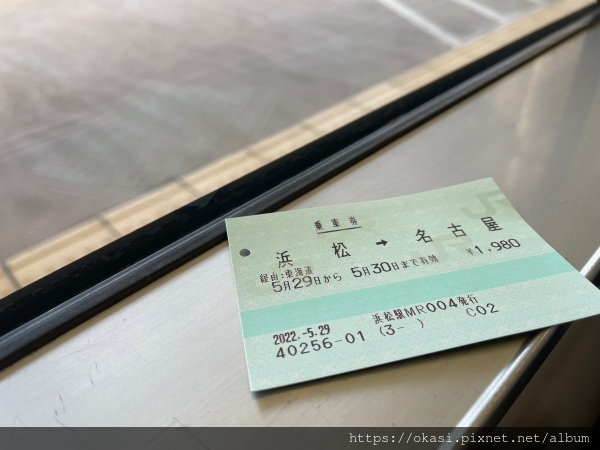 乗車券
浜松 → 名古屋
経由:東海道
5月29日から 5月30日まで有効 ¥1,980
2022.-5.29 浜松駅MR004発行
40256-01 (3- ) C02
JR
https://okasi.pixnet.net/album